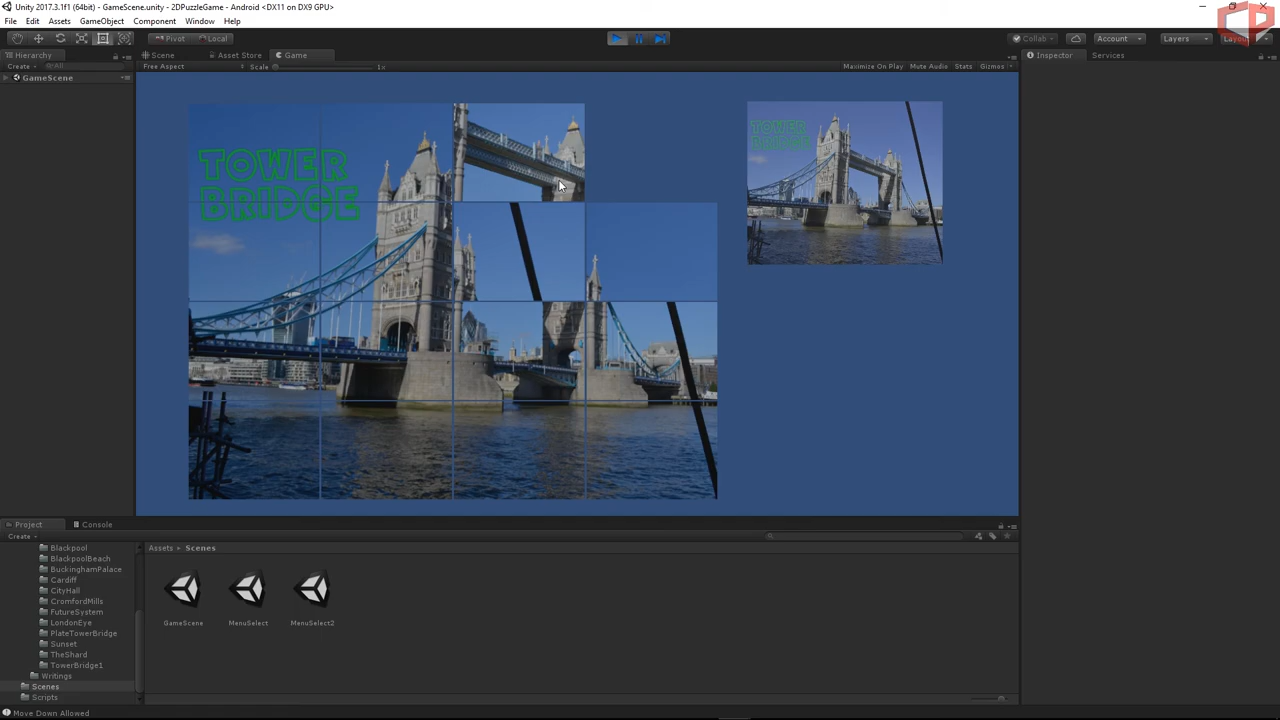 Unity 2017.3.1f1 (64bit) - GameScene.unity - 2DPuzzleGame - Android <DX11 on DX9 GPU>
File Edit Assets GameObject Component Window Help
Pivot Local Collab Account Layers
Hierarchy Scene Asset Store Game Inspector Services
Create All Free Aspect Scale 1x Maximize On Play Mute Audio Stats Gizmos
GameScene
TOWER
BRIDGE
TOWER
BRIDGE
Project Console
Create
Blackpool
BlackpoolBeach
BuckinghamPalace
Cardiff
CityHall
CromfordMills
FutureSystem
LondonEye
PlateTowerBridge
Sunset
TheShard
TowerBridge1
Writings
Scenes
Scripts
Assets Scenes
GameScene MenuSelect MenuSelect2
Move Down Allowed